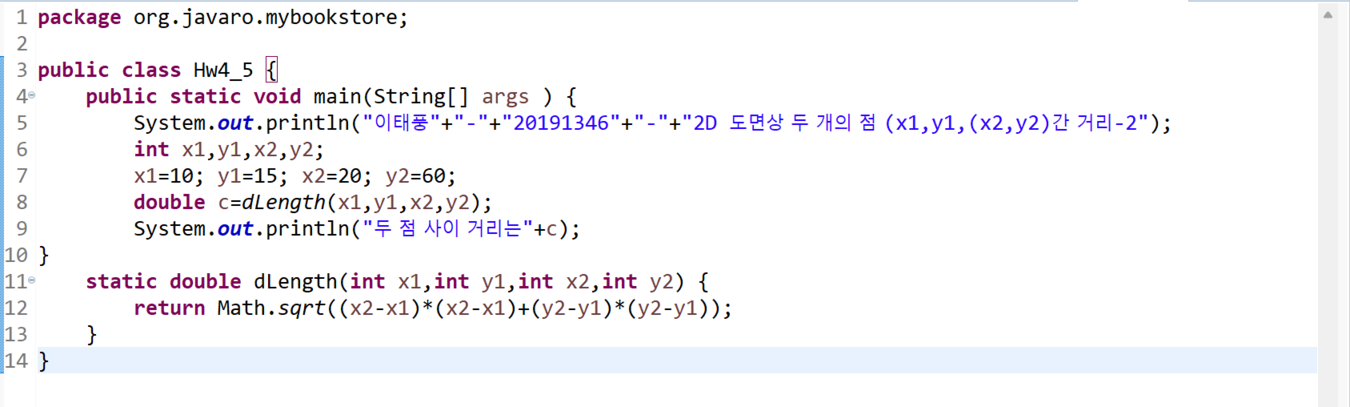 1 package org.javaro.mybookstore;
2
3 public class Hw4_5 {
4     public static void main(String[] args ) {
5         System.out.println("이태풍"+"-"+"20191346"+"-"+"2D 도면상 두 개의 점 (x1,y1,(x2,y2)간 거리-2");
6         int x1,y1,x2,y2;
7         x1=10; y1=15; x2=20; y2=60;
8         double c=dLength(x1,y1,x2,y2);
9         System.out.println("두 점 사이 거리는"+c);
10 }
11     static double dLength(int x1,int y1,int x2,int y2) {
12         return Math.sqrt((x2-x1)*(x2-x1)+(y2-y1)*(y2-y1));
13     }
14 }